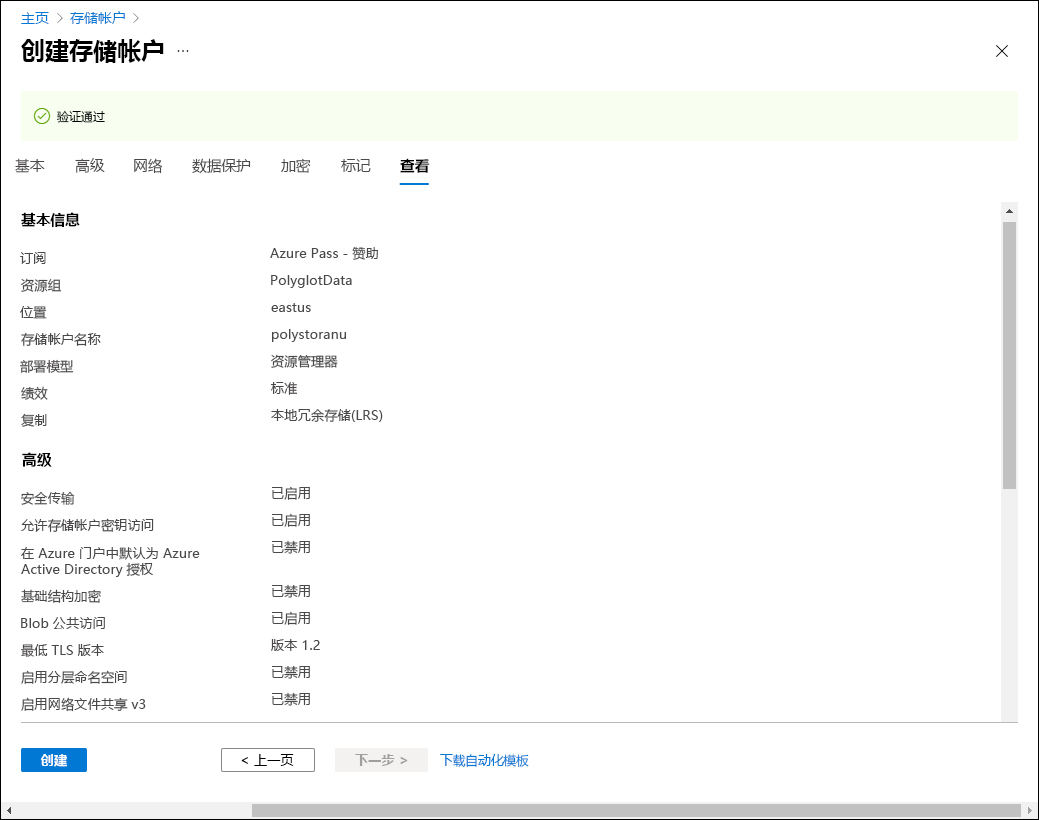 主页 > 存储帐户 >
创建存储帐户 ...
验证通过
基本 高级 网络 数据保护 加密 标记 查看
基本信息
订阅 Azure Pass - 赞助
资源组 PolyglotData
位置 eastus
存储帐户名称 polystoranu
部署模型 资源管理器
绩效 标准
复制 本地冗余存储(LRS)
高级
安全传输 已启用
允许存储帐户密钥访问 已启用
在 Azure 门户中默认为 Azure 已禁用
Active Directory 授权
基础结构加密 已禁用
Blob 公共访问 已启用
最低 TLS 版本 版本 1.2
启用分层命名空间 已禁用
启用网络文件共享 v3 已禁用
创建 < 上一页 下一步 > 下载自动化模板